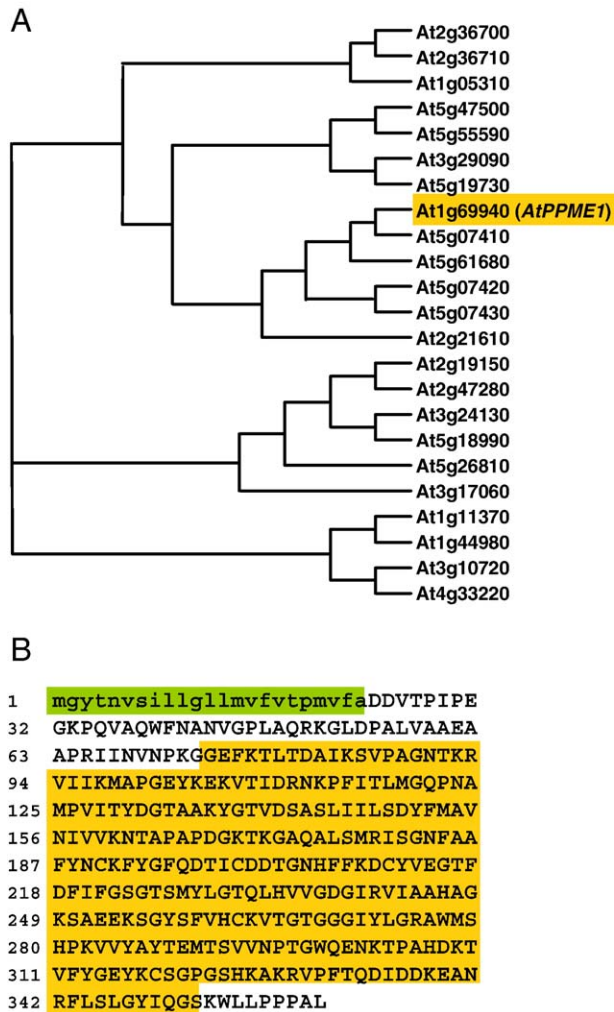 A
At2g36700
At2g36710
At1g05310
At5g47500
At5g55590
At3g29090
At5g19730
At1g69940 (AtPPME1)
At5g07410
At5g61680
At5g07420
At5g07430
At2g21610
At2g19150
At2g47280
At3g24130
At5g18990
At5g26810
At3g17060
At1g11370
At1g44980
At3g10720
At4g33220
B
1 mgytnvsillgllmvfvtpmvfaDDVTPIPE
32 GKPQVAQWFNANVGPLAQRKGLDPALVAAEA
63 APRIINVNPKGGEFKTLTDAIKSVPAGNTKR
94 VIIKMAPGEYKEKVTIDRNKPFITLMGQPNA
125 MPVITYDGTAAKYGTVDSASLIILSDYFMAV
156 NIVVKNTAPAPDGKTKGAQALSMRISGNFAA
187 FYNCKFYGFQDTICDDTGNHFFKDCYVEGTF
218 DFIFGSGTSMYLGTQLHVVGDGIRVIAAHAG
249 KSAEEKSGYSFVHCKVTGTGGGIYLGRAWMS
280 HPKVVYAYTEMTSVVNPTGWQENKTPAHDKT
311 VFYGEYKCSGPGSHKAKRVPFTQDIDDKEAN
342 RFLSLGYIQGSKWLLPPPAL